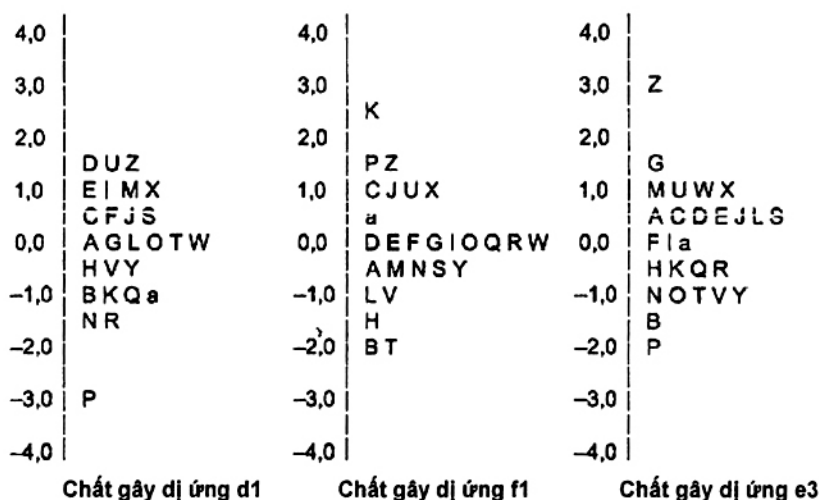 4,0 4,0 4,0
3,0 3,0 3,0 Z
K
2,0 2,0 2,0
D U Z P Z G
1,0 E I M X 1,0 C J U X 1,0 M U W X
C F J S a A C D E J L S
0,0 A G L O T W 0,0 D E F G I O Q R W 0,0 F I a
H V Y A M N S Y H K Q R
–1,0 B K Q a –1,0 L V –1,0 N O T V Y
N R H B
–2,0 –2,0 B T –2,0 P
–3,0 P –3,0 –3,0
–4,0 –4,0 –4,0
Chất gây dị ứng d1 Chất gây dị ứng f1 Chất gây dị ứng e3